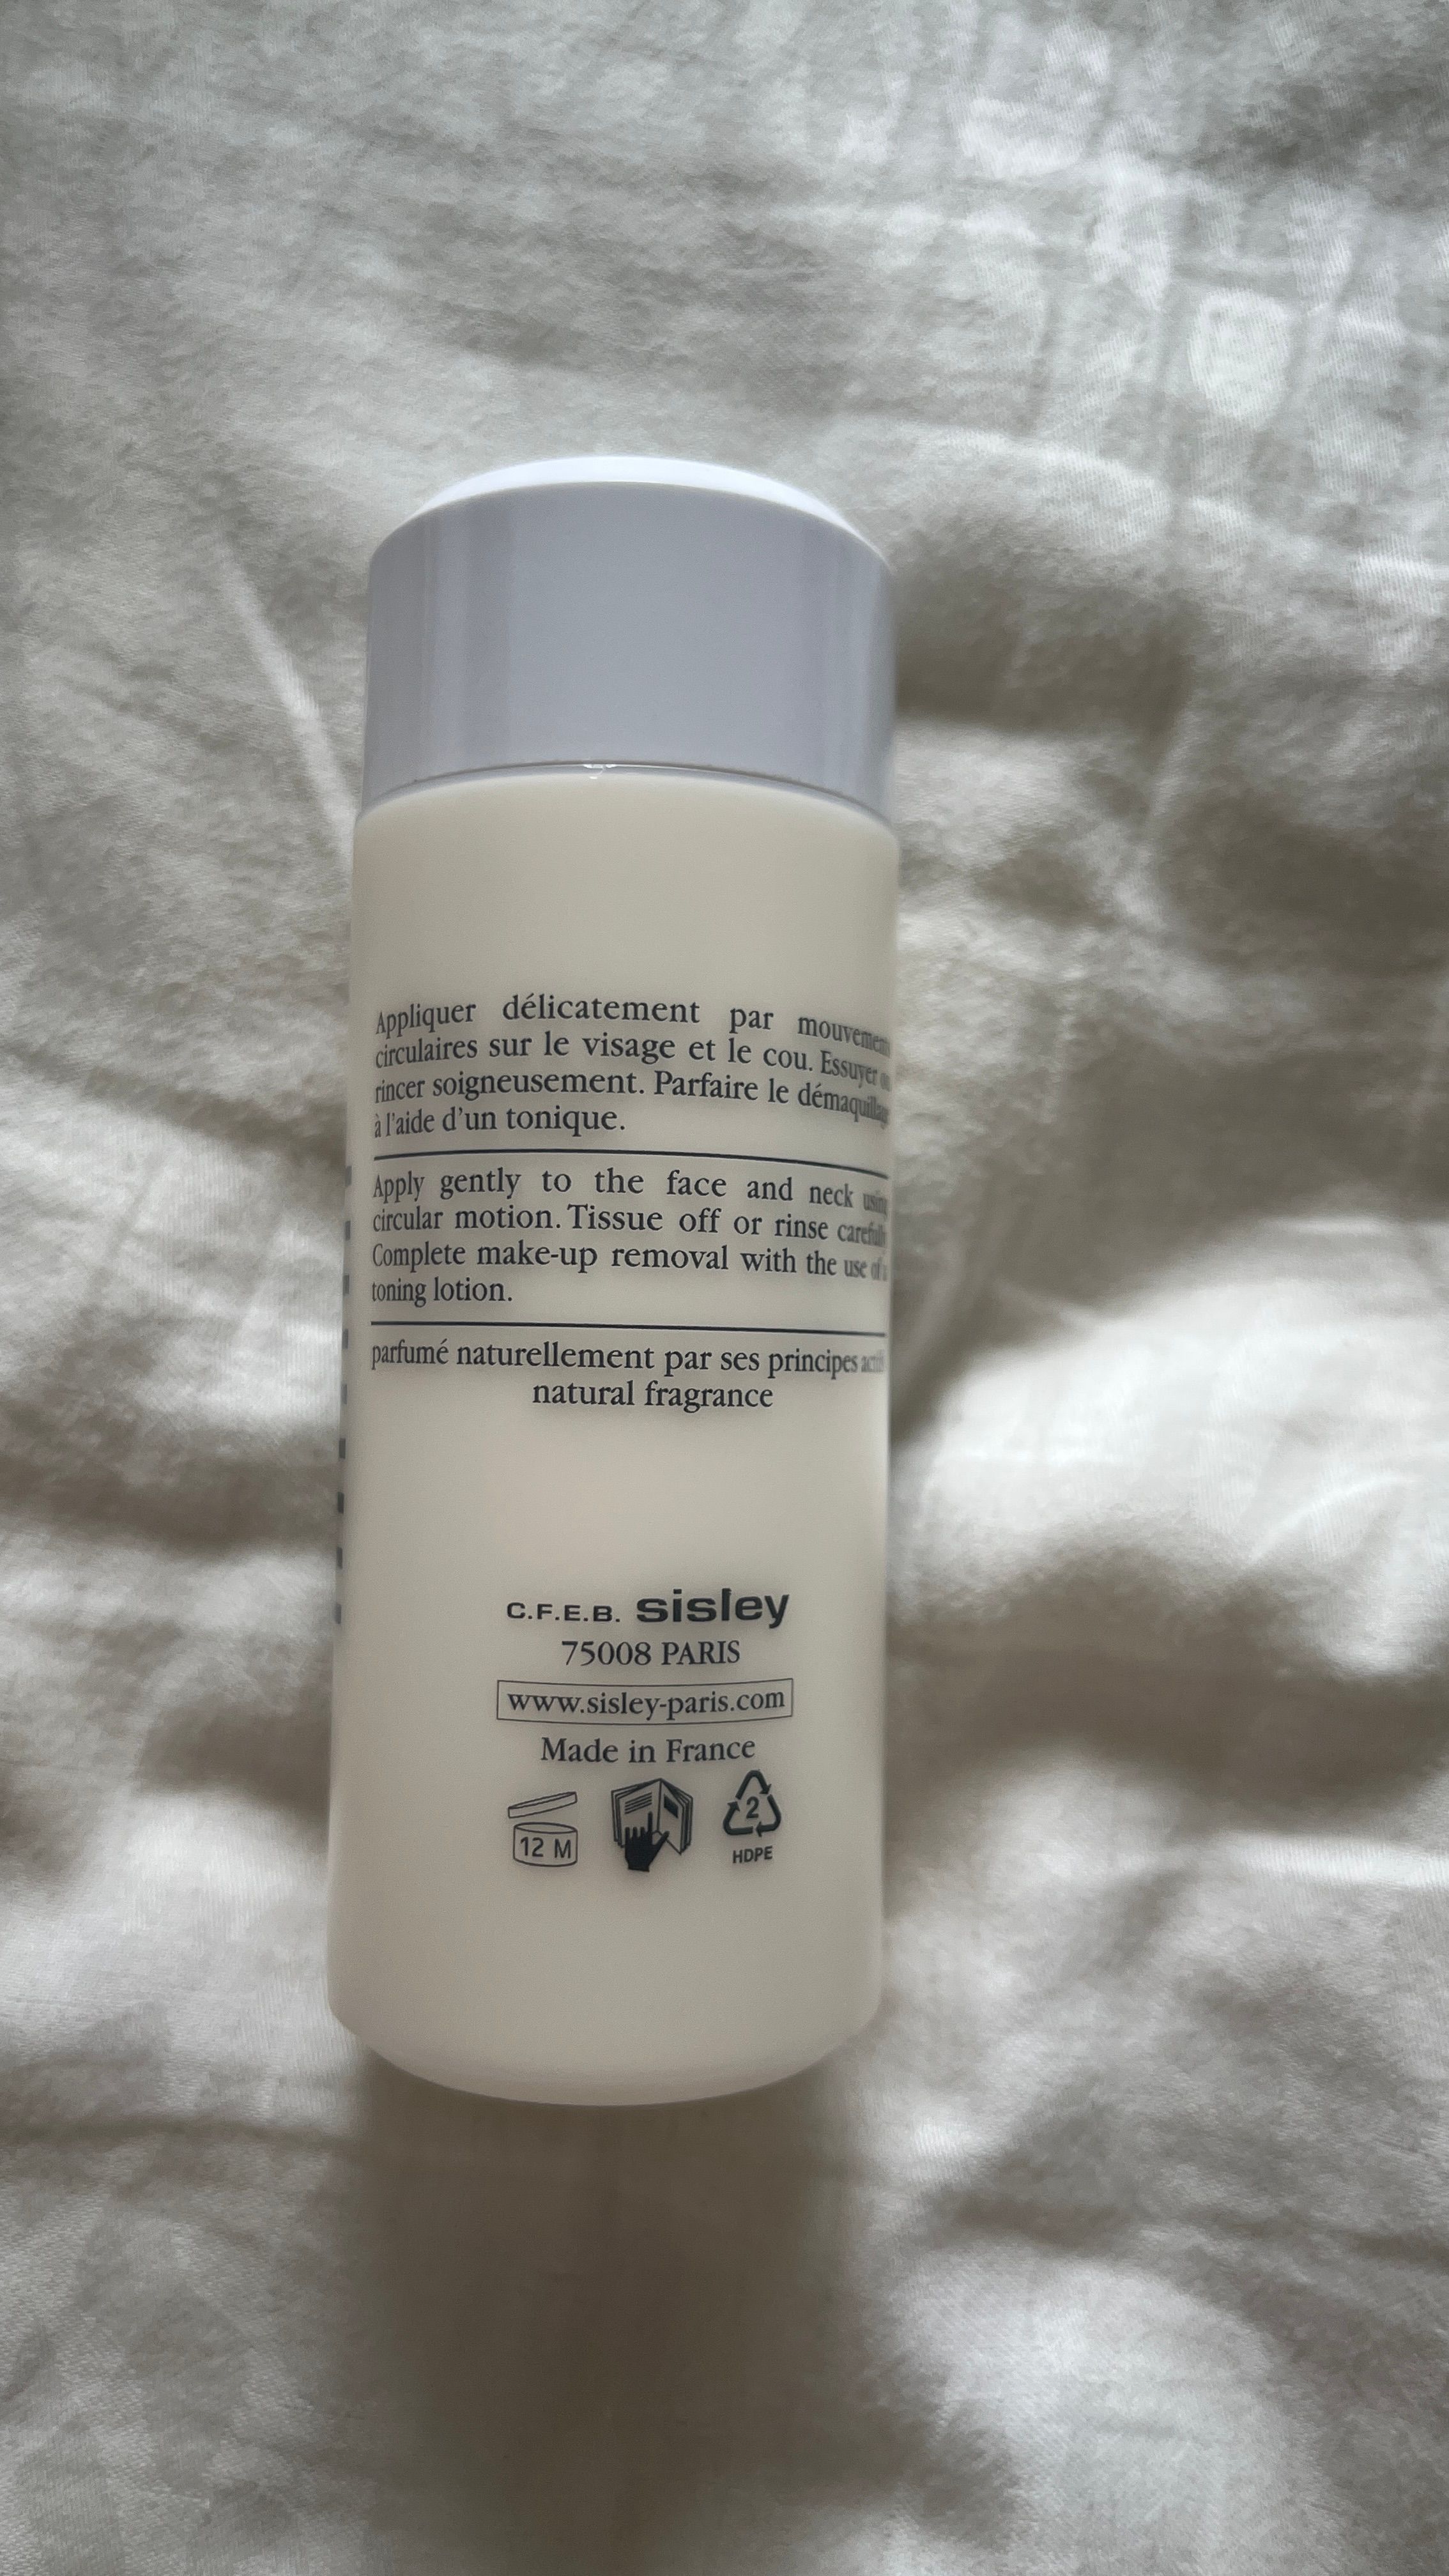 Appliquer délicatement par
circulaires sur le visage et le cou. Essuyer
rincer soigneusement. Parfaire le
à l'aide d'un tonique.
Apply gently to the face and neck using
circular motion. Tissue off or rinse
Complete make-up removal with the use of
toning lotion.
parfumé naturellement par ses principes
natural fragrance
C.F.E.B. sisley
75008 PARIS
www.sisley-paris.com
Made in France
12 M
2
HDPE